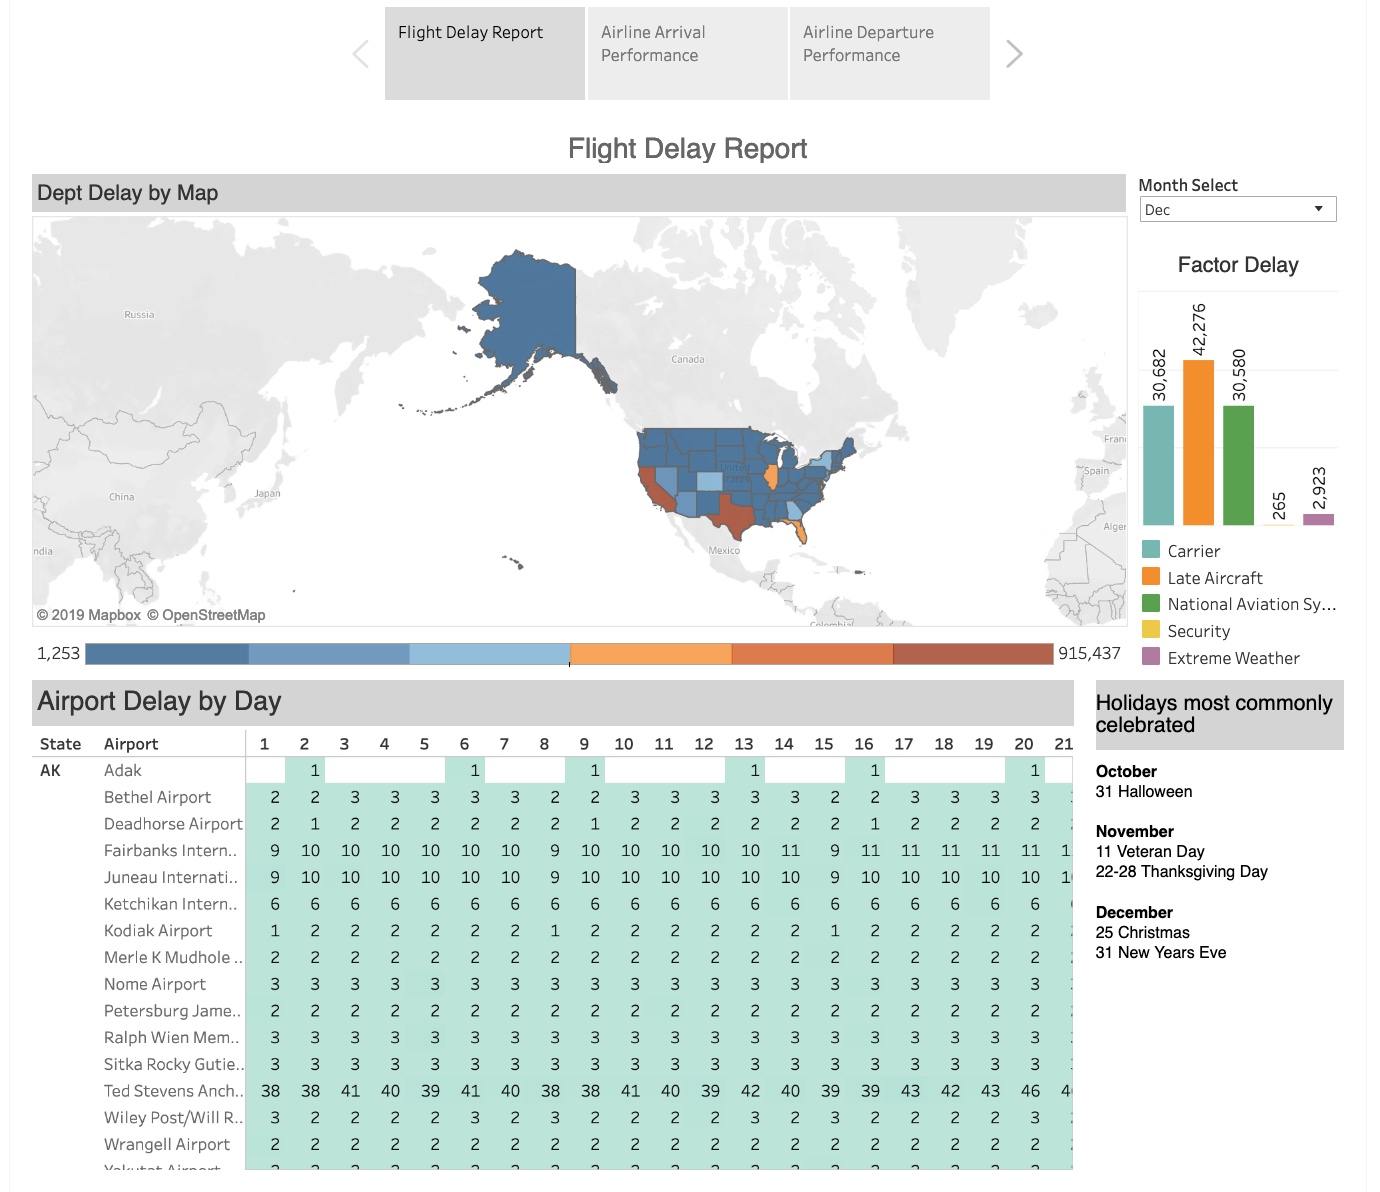 Flight Delay Report
Airline Arrival
Performance
Airline Departure
Performance
Flight Delay Report
Dept Delay by Map
Month Select
Dec
Russia
Canada
United
China
Japan
India
Mexico
Colombia
Spain
© 2019 Mapbox © OpenStreetMap
1,253
915,437
Factor Delay
30,682
42,276
30,580
265
2,923
Carrier
Late Aircraft
National Aviation Sy...
Security
Extreme Weather
Airport Delay by Day
State Airport 1 2 3 4 5 6 7 8 9 10 11 12 13 14 15 16 17 18 19 20 21
AK Adak 1 1 1 1 1 1
Bethel Airport 2 2 3 3 3 3 3 2 2 3 3 3 3 3 2 2 3 3 3 3
Deadhorse Airport 2 1 2 2 2 2 2 2 1 2 2 2 2 2 2 1 2 2 2 2
Fairbanks Intern.. 9 10 10 10 10 10 10 9 10 10 10 10 10 11 9 11 11 11 11 11
Juneau Internati.. 9 10 10 10 10 10 10 9 10 10 10 10 10 10 9 10 10 10 10 10
Ketchikan Intern.. 6 6 6 6 6 6 6 6 6 6 6 6 6 6 6 6 6 6 6 6
Kodiak Airport 1 2 2 2 2 2 2 1 2 2 2 2 2 2 1 2 2 2 2 2
Merle K Mudhole .. 2 2 2 2 2 2 2 2 2 2 2 2 2 2 2 2 2 2 2 2
Nome Airport 3 3 3 3 3 3 3 3 3 3 3 3 3 3 3 3 3 3 3 3
Petersburg Jame.. 2 2 2 2 2 2 2 2 2 2 2 2 2 2 2 2 2 2 2 2
Ralph Wien Mem.. 3 3 3 3 3 3 3 3 3 3 3 3 3 3 3 3 3 3 3 3
Sitka Rocky Gutie.. 3 3 3 3 3 3 3 3 3 3 3 3 3 3 3 3 3 3 3 3
Ted Stevens Anch.. 38 38 41 40 39 41 40 38 38 41 40 39 42 40 39 39 43 42 43 46
Wiley Post/Will R.. 3 2 2 2 2 3 2 3 2 2 2 2 3 2 3 2 2 2 2 3
Wrangell Airport 2 2 2 2 2 2 2 2 2 2 2 2 2 2 2 2 2 2 2 2
Holidays most commonly
celebrated
October
31 Halloween
November
11 Veteran Day
22-28 Thanksgiving Day
December
25 Christmas
31 New Years Eve